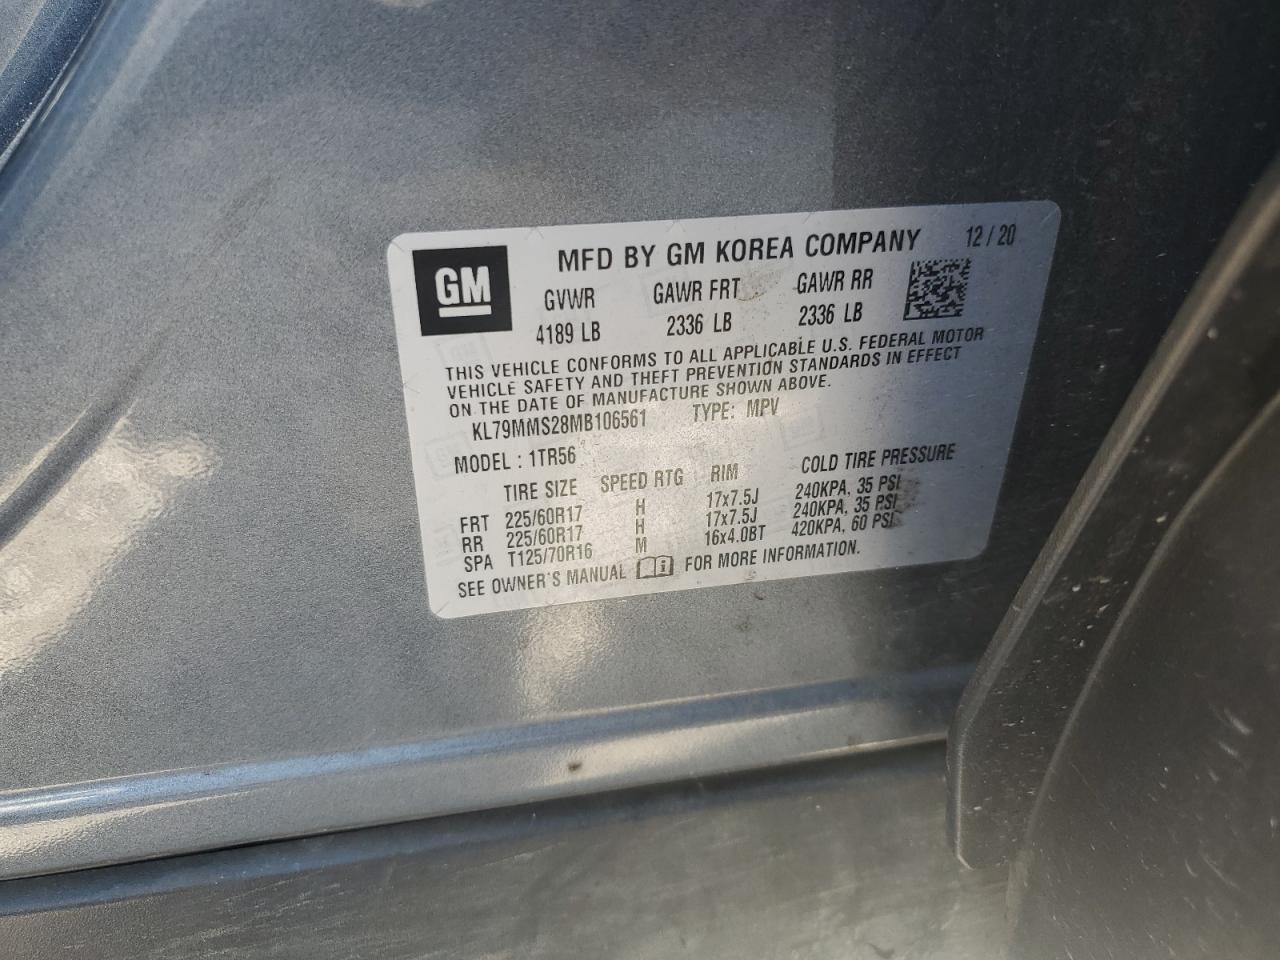 GM
MFD BY GM KOREA COMPANY 12/20
GVWR GAWR FRT GAWR RR
4189 LB 2336 LB 2336 LB
THIS VEHICLE CONFORMS TO ALL APPLICABLE U.S. FEDERAL MOTOR
VEHICLE SAFETY AND THEFT PREVENTION STANDARDS IN EFFECT
ON THE DATE OF MANUFACTURE SHOWN ABOVE.
KL79MMS28MB106561 TYPE: MPV
MODEL : 1TR56
TIRE SIZE SPEED RTG RIM COLD TIRE PRESSURE
FRT 225/60R17 H 17x7.5J 240KPA, 35 PSI
RR 225/60R17 H 17x7.5J 240KPA, 35 PSI
SPA T125/70R16 M 16x4.0BT 420KPA, 60 PSI
SEE OWNER'S MANUAL FOR MORE INFORMATION.